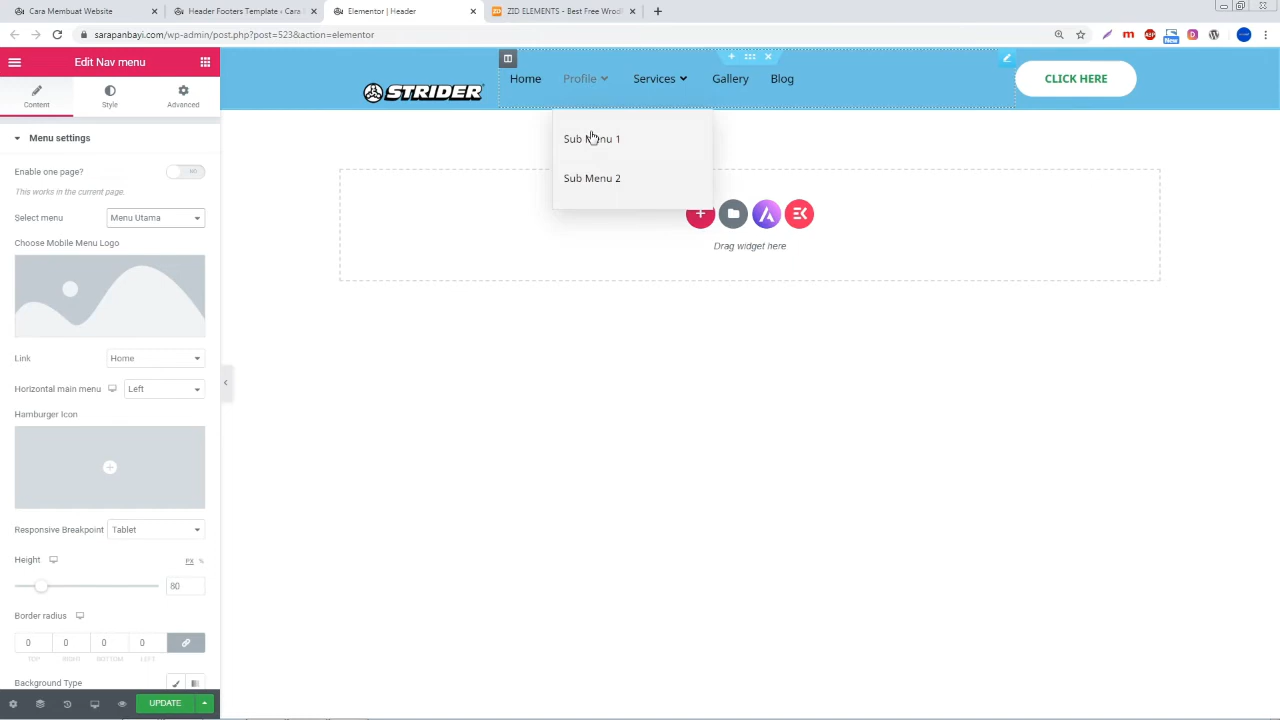 Cara Membuat Website
Header Footers Template ‹ Cara
Elementor | Header
ZID ELEMENTS - Best Free Wrod
sarapanbayi.com/wp-admin/post.php?post=523&action=elementor
New
Edit Nav menu
Content
Style
Advanced
STRIDER
Home
Profile
Services
Gallery
Blog
CLICK HERE
Sub Menu 1
Sub Menu 2
Drag widget here
Menu settings
Enable one page?
NO
This works in the current page.
Select menu
Menu Utama
Choose Mobile Menu Logo
Link
Home
Horizontal main menu
Left
Hamburger Icon
Responsive Breakpoint
Tablet
Height
PX
%
80
Border radius
0
0
0
0
TOP
RIGHT
BOTTOM
LEFT
Background Type
UPDATE